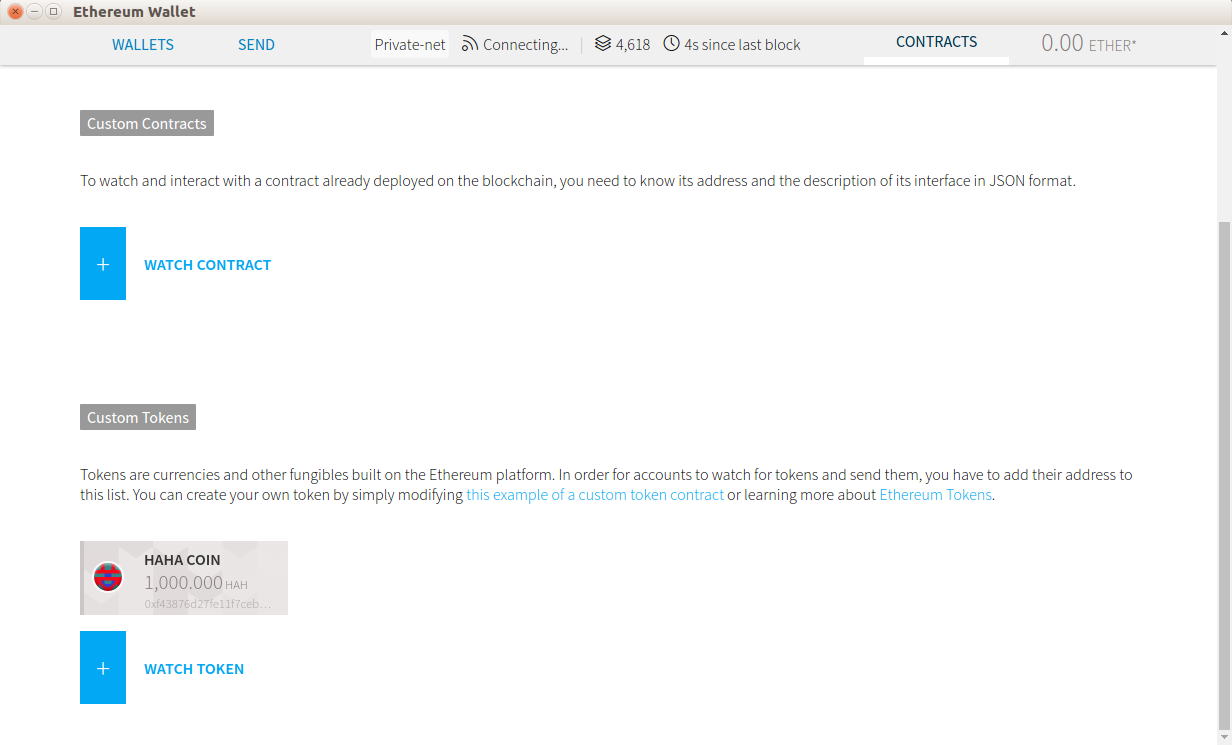 Ethereum Wallet
WALLETS SEND Private-net Connecting... 4,618 4s since last block CONTRACTS 0.00 ETHER*
Custom Contracts
To watch and interact with a contract already deployed on the blockchain, you need to know its address and the description of its interface in JSON format.
+ WATCH CONTRACT
Custom Tokens
Tokens are currencies and other fungibles built on the Ethereum platform. In order for accounts to watch for tokens and send them, you have to add their address to
this list. You can create your own token by simply modifying this example of a custom token contract or learning more about Ethereum Tokens.
HAHA COIN
1,000.000 HAH
0xf43876d27fe11f7ceb...
+ WATCH TOKEN